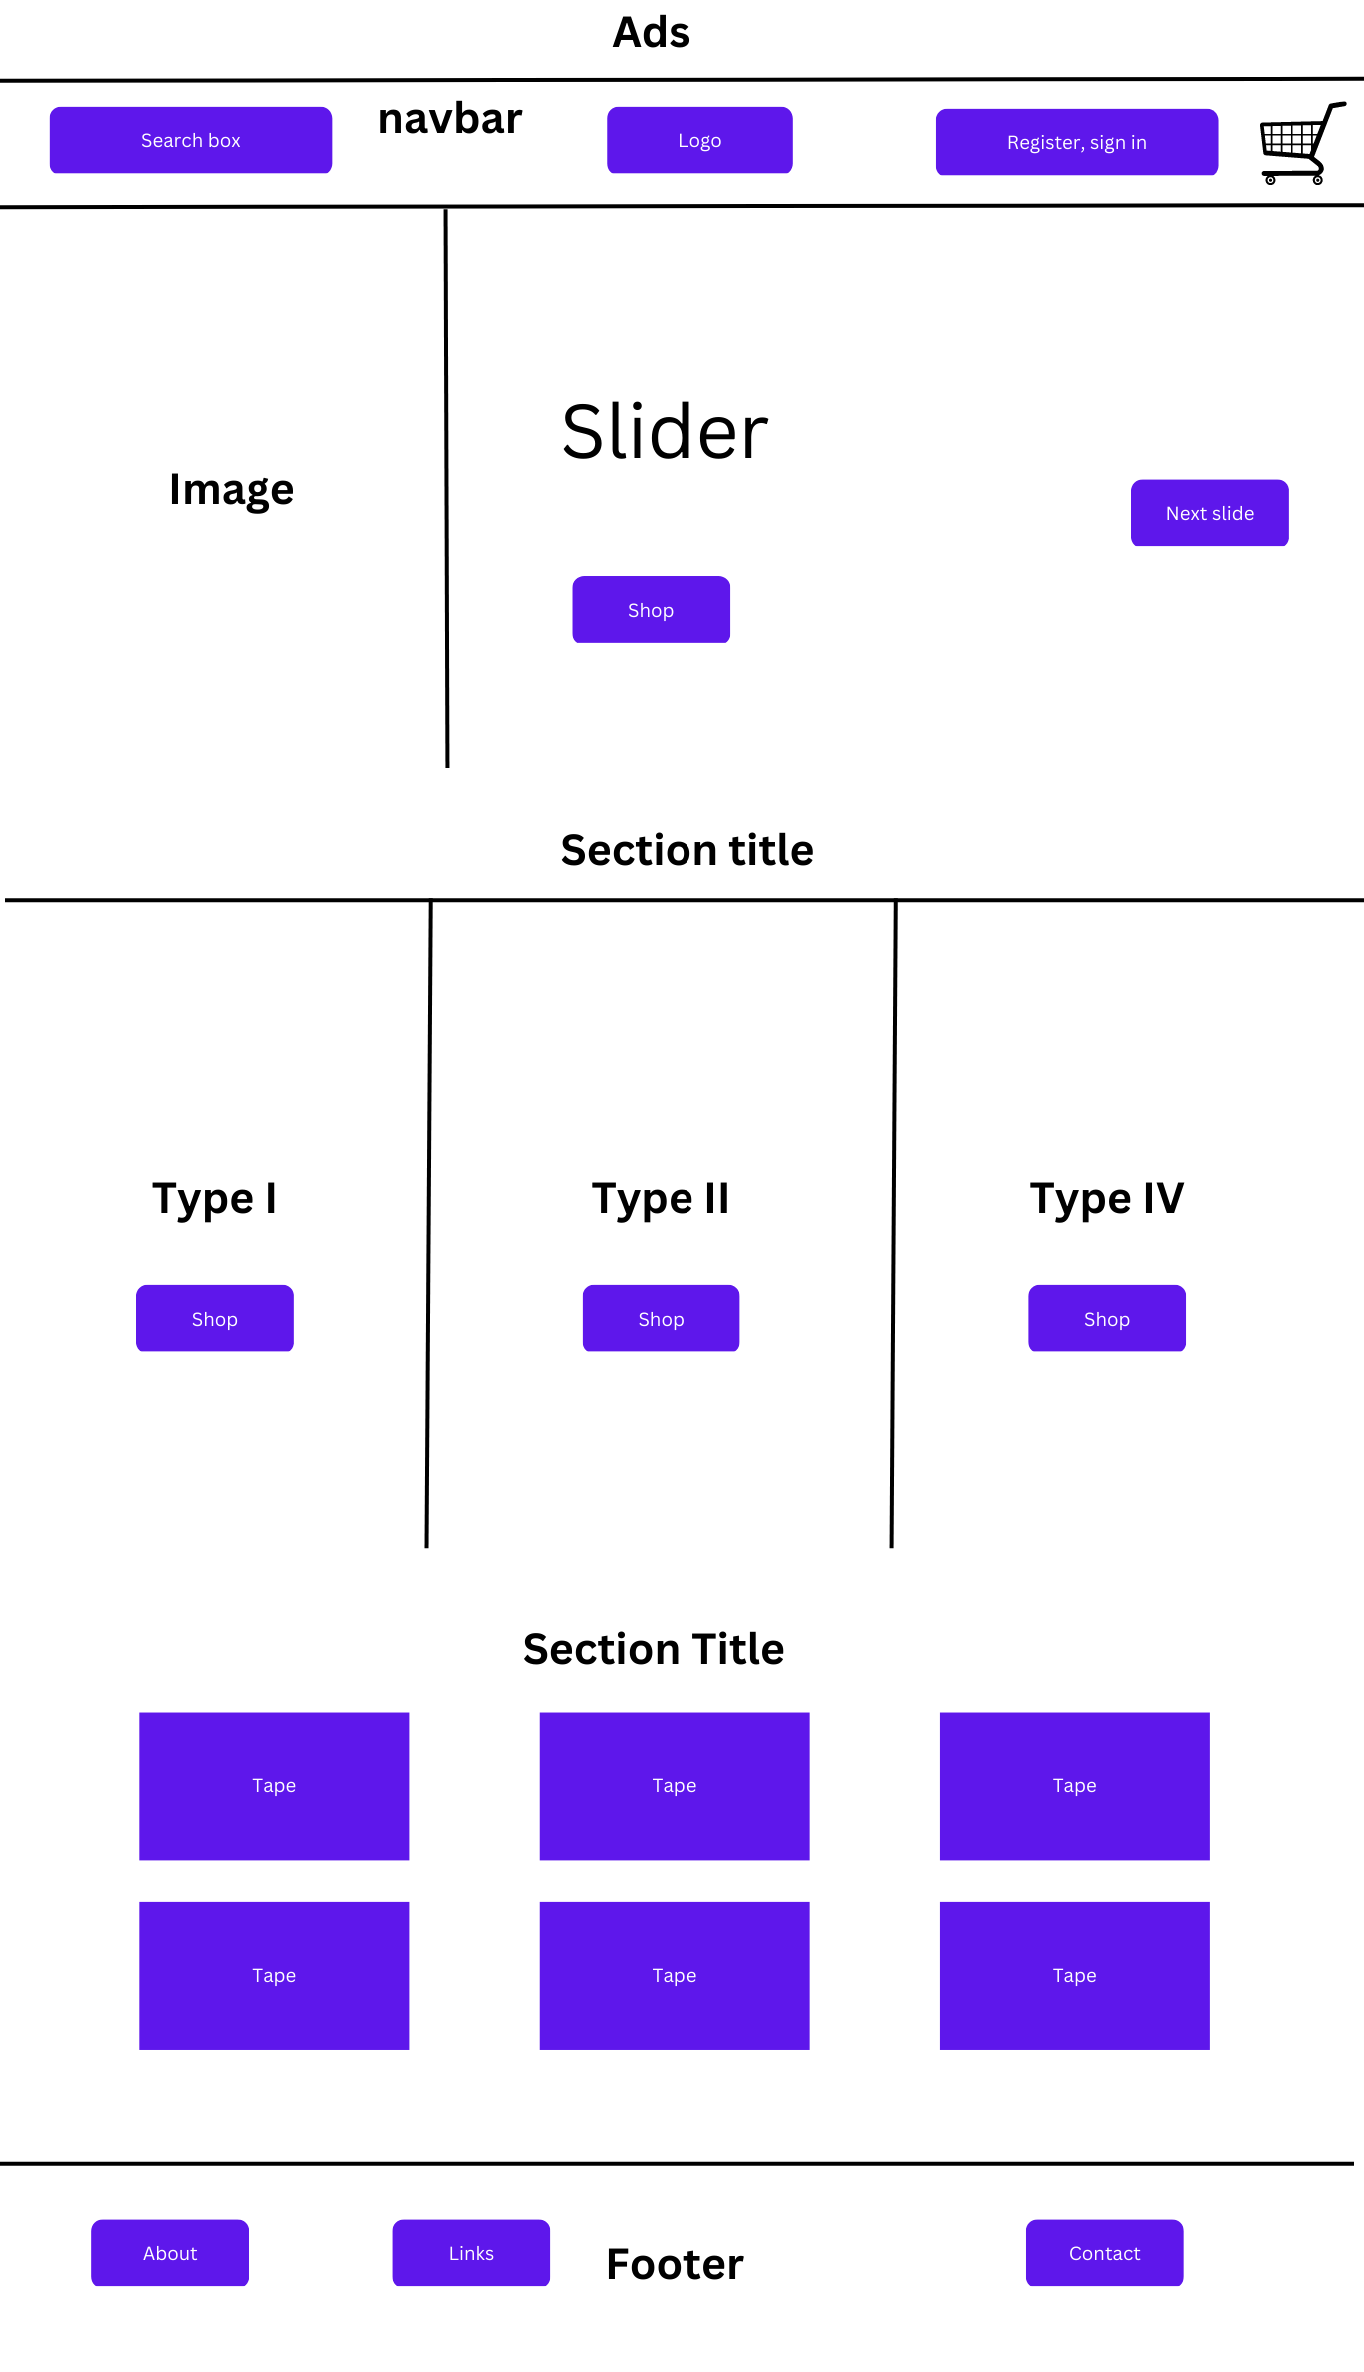 Ads
Search box
navbar
Logo
Register, sign in
Image
Slider
Next slide
Shop
Section title
Type I
Type II
Type IV
Shop
Shop
Shop
Section Title
Tape
Tape
Tape
Tape
Tape
Tape
About
Links
Footer
Contact